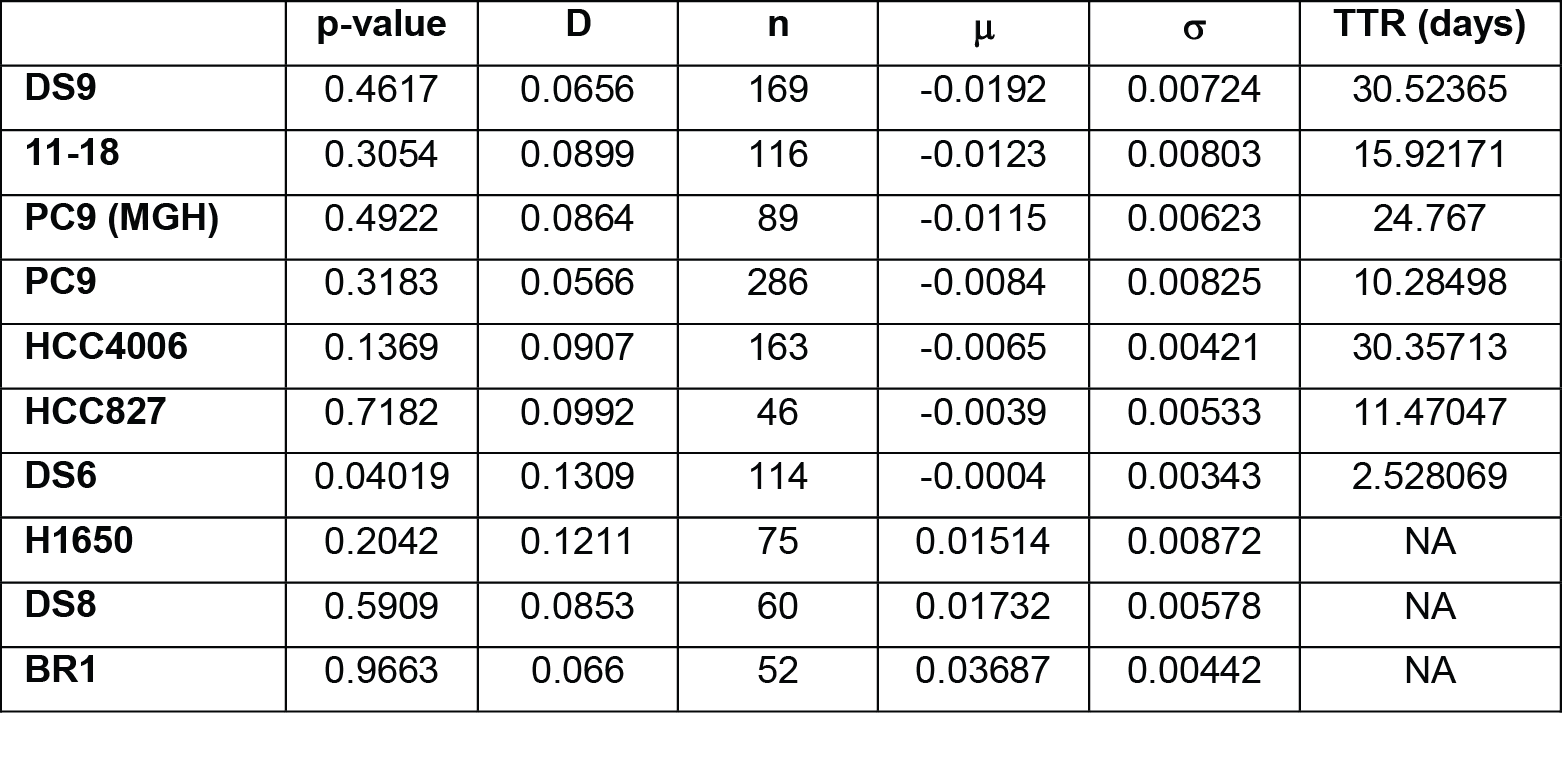 p-value D n μ σ TTR (days)
DS9 0.4617 0.0656 169 -0.0192 0.00724 30.52365
11-18 0.3054 0.0899 116 -0.0123 0.00803 15.92171
PC9 (MGH) 0.4922 0.0864 89 -0.0115 0.00623 24.767
PC9 0.3183 0.0566 286 -0.0084 0.00825 10.28498
HCC4006 0.1369 0.0907 163 -0.0065 0.00421 30.35713
HCC827 0.7182 0.0992 46 -0.0039 0.00533 11.47047
DS6 0.04019 0.1309 114 -0.0004 0.00343 2.528069
H1650 0.2042 0.1211 75 0.01514 0.00872 NA
DS8 0.5909 0.0853 60 0.01732 0.00578 NA
BR1 0.9663 0.066 52 0.03687 0.00442 NA